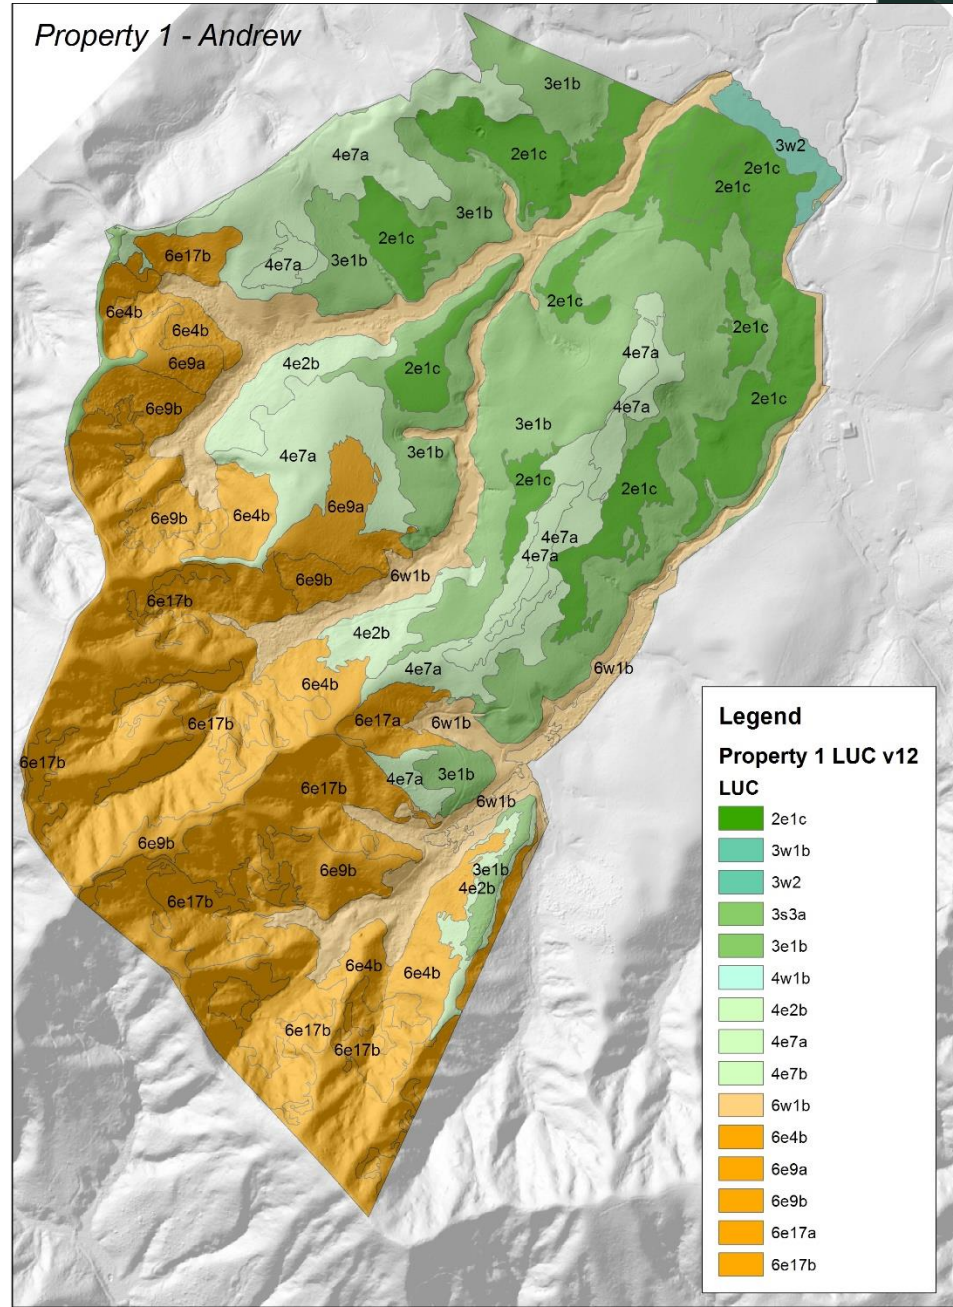 Property 1 - Andrew
3e1b
3w2
2e1c
4e7a
2e1c
2e1c
3e1b
2e1c
6e17b
4e7a
3e1b
2e1c
6e4b
6e4b
2e1c
4e7a
4e2b
6e9a
2e1c
2e1c
6e9b
4e7a
3e1b
4e7a
3e1b
2e1c
2e1c
6e9b
6e4b
6e9a
4e7a
4e7a
6e9b
6w1b
6e17b
4e2b
4e7a
6w1b
6e4b
6e17b
6e17a
6w1b
6e17b
6e17b
4e7a
3e1b
6w1b
6e9b
6e9b
3e1b
4e2b
6e17b
6e4b
6e4b
6e17b
6e17b
Legend
Property 1 LUC v12
LUC
2e1c
3w1b
3w2
3s3a
3e1b
4w1b
4e2b
4e7a
4e7b
6w1b
6e4b
6e9a
6e9b
6e17a
6e17b